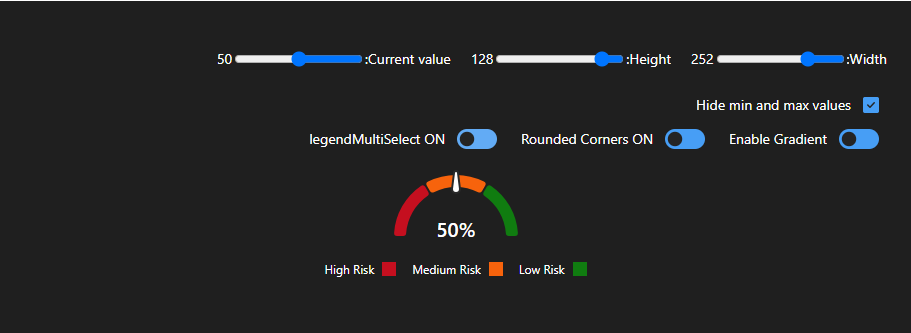 50 :Current value 128 :Height 252 :Width
Hide min and max values
legendMultiSelect ON Rounded Corners ON Enable Gradient
50%
High Risk Medium Risk Low Risk